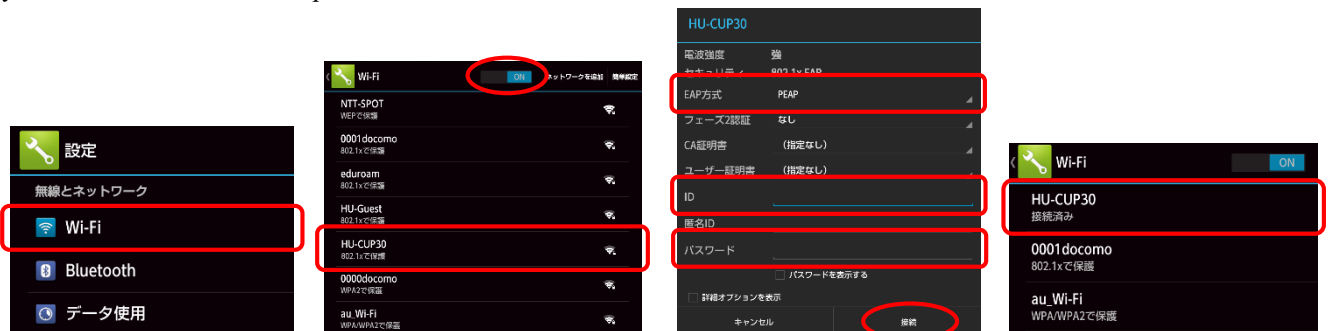 設定
無線とネットワーク
Wi-Fi
Bluetooth
データ使用
Wi-Fi
ON
ネットワークを追加 簡単設定
NTT-SPOT
WEPで保護
0001docomo
802.1xで保護
eduroam
802.1xで保護
HU-Guest
802.1xで保護
HU-CUP30
802.1xで保護
0000docomo
WPA2で保護
au_Wi-Fi
WPA/WPA2で保護
HU-CUP30
電波強度 強
セキュリティ 802.1x EAP
EAP方式 PEAP
フェーズ2認証 なし
CA証明書 (指定なし)
ユーザー証明書 (指定なし)
ID
匿名ID
パスワード
パスワードを表示する
詳細オプションを表示
キャンセル 接続
Wi-Fi
ON
HU-CUP30
接続済み
0001docomo
802.1xで保護
au_Wi-Fi
WPA/WPA2で保護